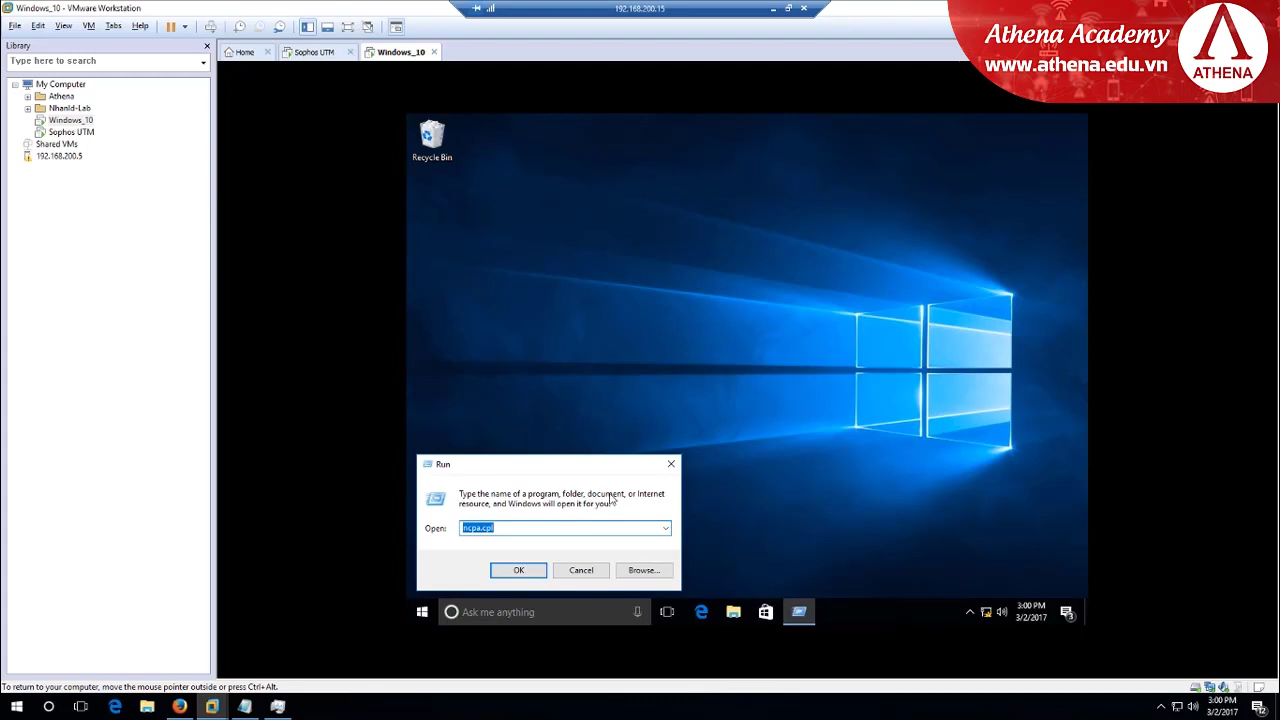 Windows_10 - VMware Workstation
192.168.200.15
File Edit View VM Tabs Help
Athena Academy
www.athena.edu.vn
ATHENA
Library
Type here to search
Home
Sophos UTM
Windows_10
My Computer
Athena
NhanId-Lab
Windows_10
Sophos UTM
Shared VMs
192.168.200.5
Recycle Bin
Run
Type the name of a program, folder, document, or Internet
resource, and Windows will open it for you.
Open: ncpa.cpl
OK Cancel Browse...
Ask me anything
3:00 PM
3/2/2017
3
To return to your computer, move the mouse pointer outside or press Ctrl+Alt.
3:00 PM
3/2/2017
12